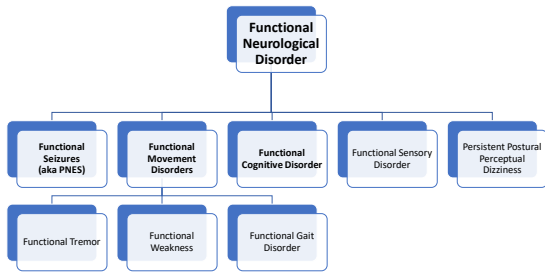 Functional
Neurological
Disorder
Functional
Seizures
(aka PNES)
Functional
Movement
Disorders
Functional
Cognitive Disorder
Functional Sensory
Disorder
Persistent Postural
Perceptual
Dizziness
Functional Tremor
Functional
Weakness
Functional Gait
Disorder